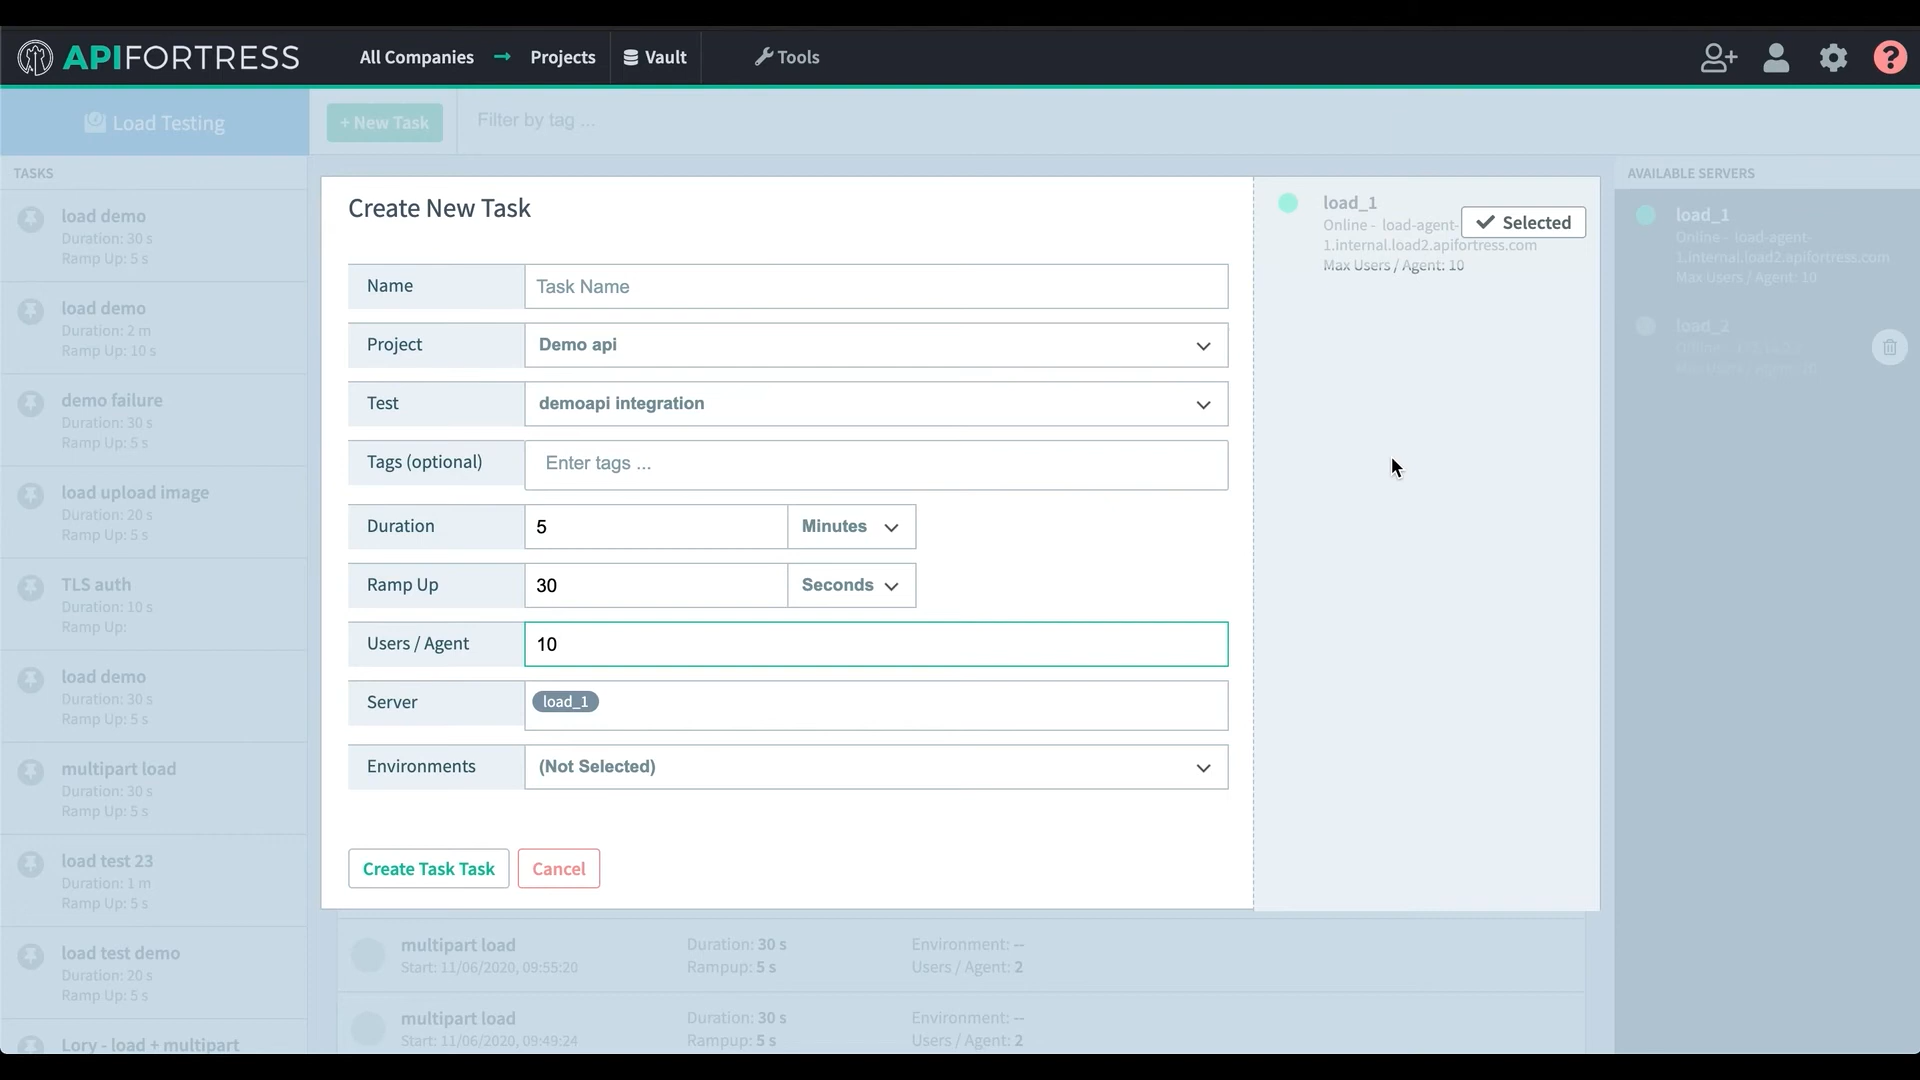 APIFORTRESS
All Companies → Projects
Vault
Tools
?
Load Testing
+ New Task
Filter by tag ...
TASKS
load demo
Duration: 30 s
Ramp Up: 5 s
load demo
Duration: 2 m
Ramp Up: 10 s
demo failure
Duration: 30 s
Ramp Up: 5 s
load upload image
Duration: 20 s
Ramp Up: 5 s
TLS auth
Duration: 10 s
Ramp Up:
load demo
Duration: 30 s
Ramp Up: 5 s
multipart load
Duration: 30 s
Ramp Up: 5 s
load test 23
Duration: 1 m
Ramp Up: 5 s
load test demo
Duration: 20 s
Ramp Up: 5 s
Lory - load + multipart
Create New Task
Name
Task Name
Project
Demo api
Test
demoapi integration
Tags (optional)
Enter tags ...
Duration
5
Minutes
Ramp Up
30
Seconds
Users / Agent
10
Server
load_1
Environments
(Not Selected)
Create Task Task
Cancel
load_1
Online - load-agent-
1.internal.load2.apifortress.com
Max Users / Agent: 10
Selected
multipart load
Start: 11/06/2020, 09:55:20
Duration: 30 s
Rampup: 5 s
Environment: --
Users / Agent: 2
multipart load
Start: 11/06/2020, 09:49:24
Duration: 30 s
Rampup: 5 s
Environment: --
Users / Agent: 2
AVAILABLE SERVERS
load_1
Online - load-agent-
1.internal.load2.apifortress.com
Max Users / Agent: 10
load_2
Max Users / Agent: 10